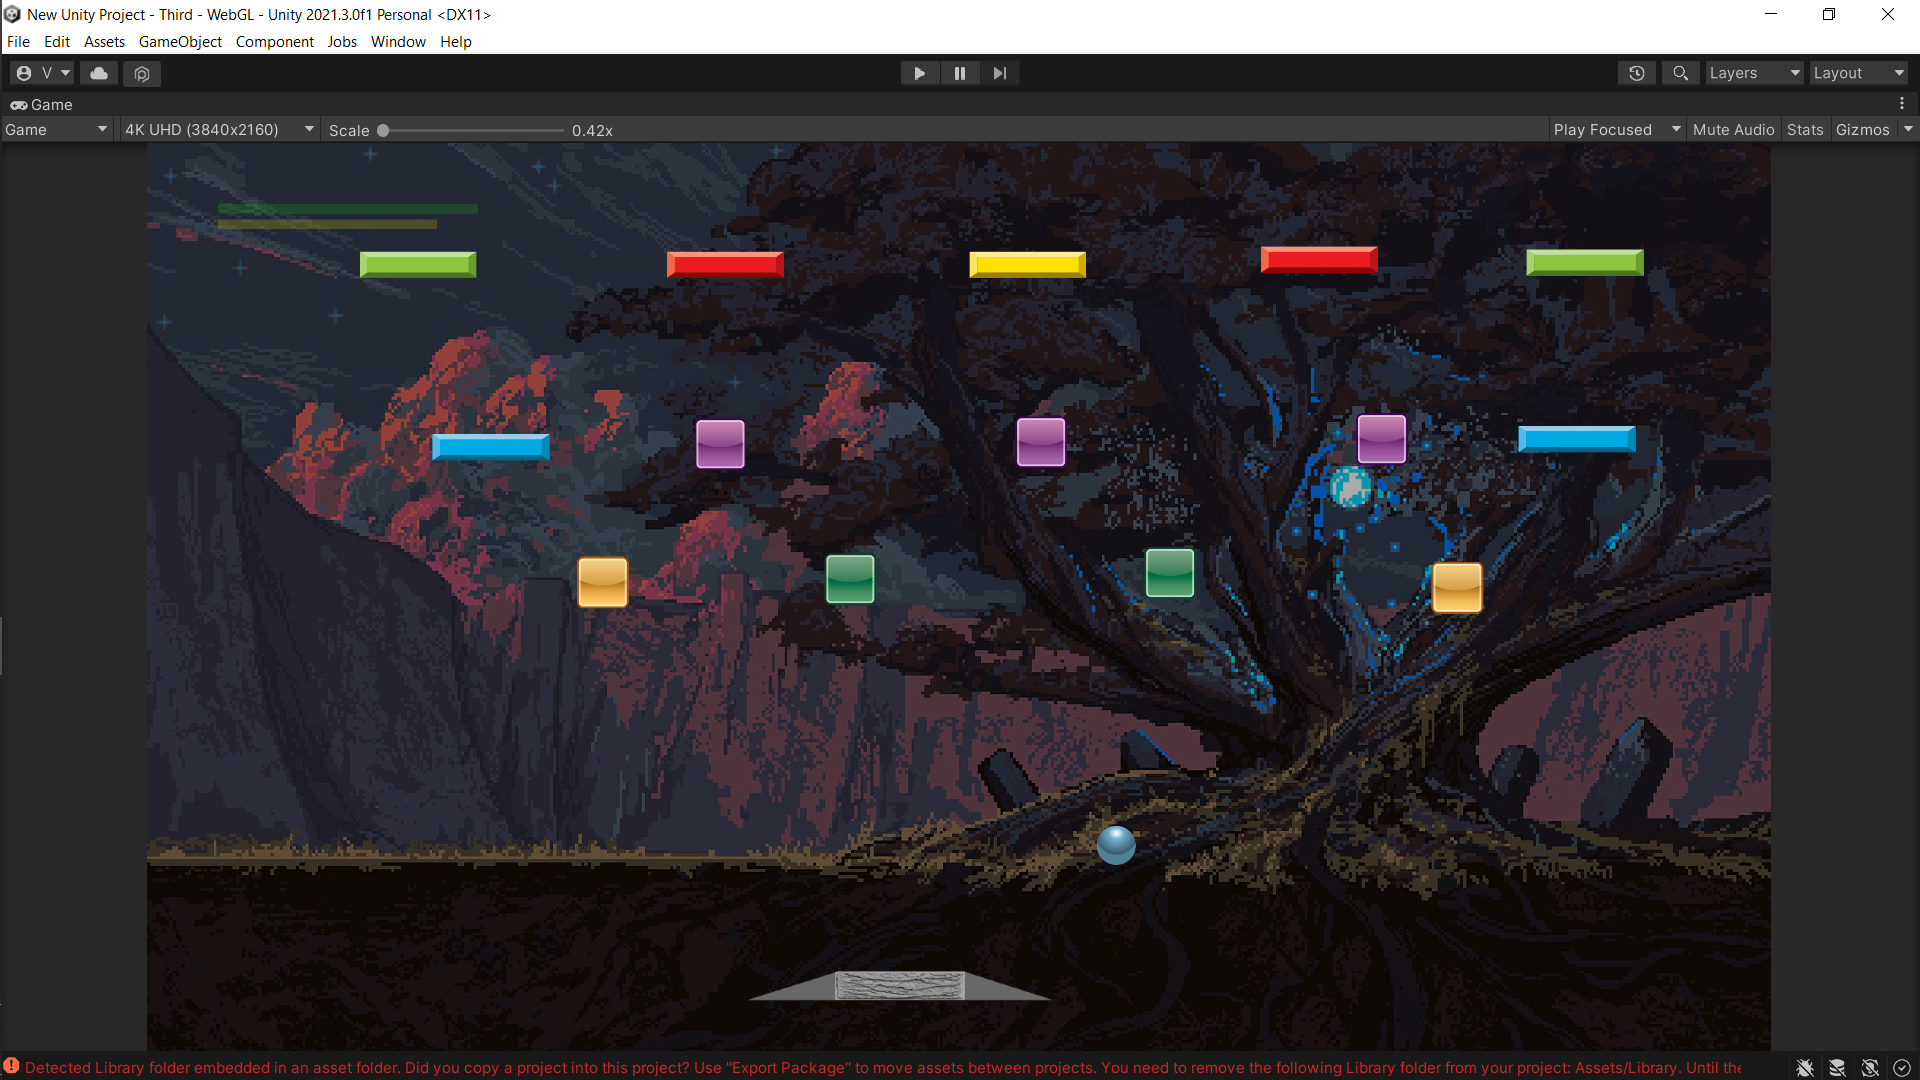 New Unity Project - Third - WebGL - Unity 2021.3.0f1 Personal <DX11>
File Edit Assets GameObject Component Jobs Window Help
V Layers Layout
Game
Game 4K UHD (3840x2160) Scale 0.42x Play Focused Mute Audio Stats Gizmos
Detected Library folder embedded in an asset folder. Did you copy a project into this project? Use "Export Package" to move assets between projects. You need to remove the following Library folder from your project: Assets/Library. Until the